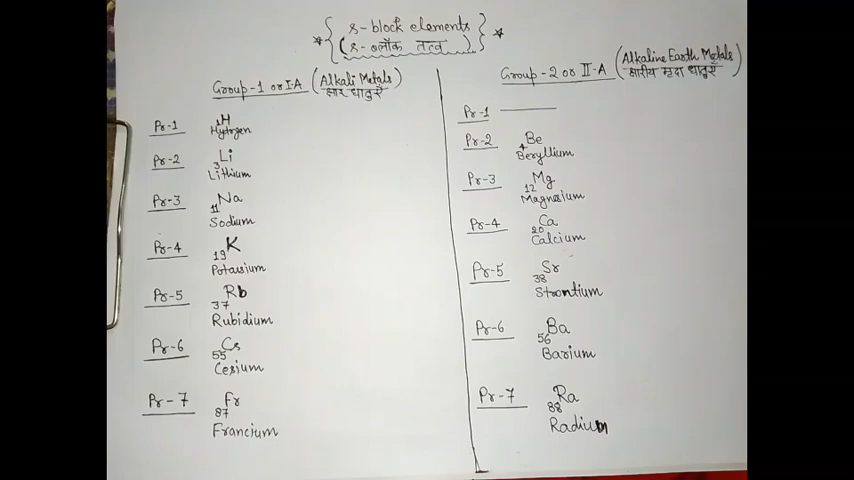 * { s-block elements } *
(s-ब्लॉक तत्व)
Group-1 or I-A (Alkali Metals)
क्षार धातुएँ
Pr-1 1H
Hydrogen
Pr-2 3Li
Lithium
Pr-3 11Na
Sodium
Pr-4 19K
Potassium
Pr-5 37Rb
Rubidium
Pr-6 55Cs
Cesium
Pr-7 87Fr
Francium
Group-2 or II-A (Alkaline Earth Metals)
क्षारीय मृदा धातुएँ
Pr-1 ———
Pr-2 4Be
Beryllium
Pr-3 12Mg
Magnesium
Pr-4 20Ca
Calcium
Pr-5 38Sr
Strontium
Pr-6 56Ba
Barium
Pr-7 88Ra
Radium